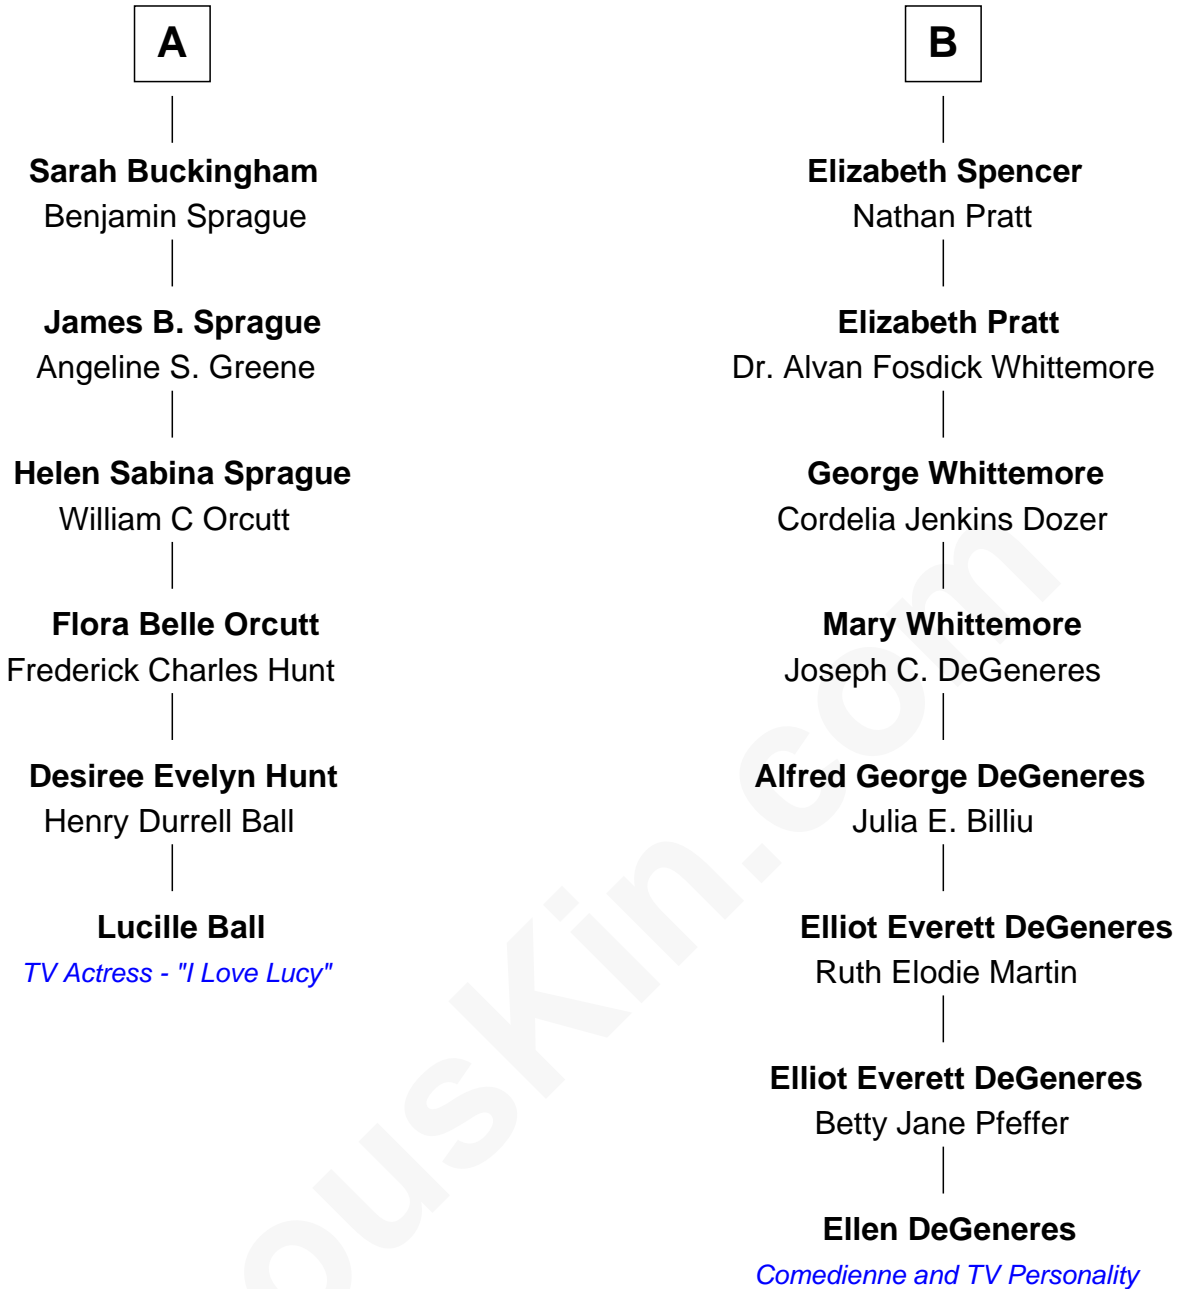 A
Sarah Buckingham
Benjamin Sprague
James B. Sprague
Angeline S. Greene
Helen Sabina Sprague
William C Orcutt
Flora Belle Orcutt
Frederick Charles Hunt
Desiree Evelyn Hunt
Henry Durrell Ball
Lucille Ball
TV Actress - "I Love Lucy"
B
Elizabeth Spencer
Nathan Pratt
Elizabeth Pratt
Dr. Alvan Fosdick Whittemore
George Whittemore
Cordelia Jenkins Dozer
Mary Whittemore
Joseph C. DeGeneres
Alfred George DeGeneres
Julia E. Billiu
Elliot Everett DeGeneres
Ruth Elodie Martin
Elliot Everett DeGeneres
Betty Jane Pfeffer
Ellen DeGeneres
Comedienne and TV Personality
ousKin.com